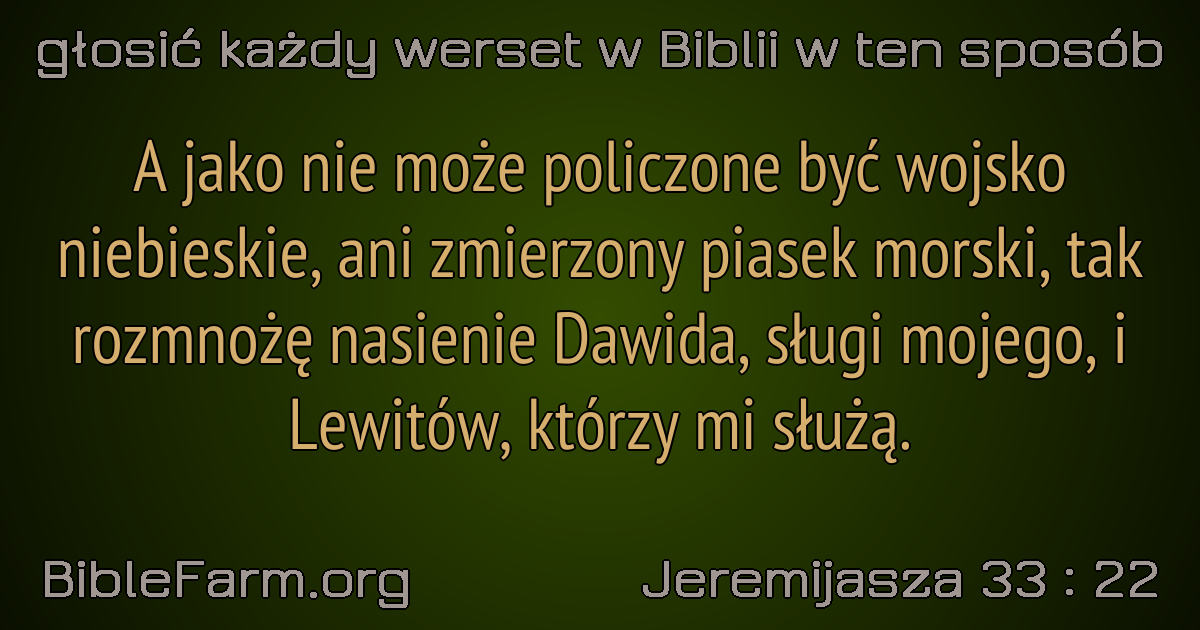 głosić każdy werset w Biblii w ten sposób
A jako nie może policzone być wojsko
niebieskie, ani zmierzony piasek morski, tak
rozmnożę nasienie Dawida, sługi mojego, i
Lewitów, którzy mi służą.
BibleFarm.org
Jeremijasza 33 : 22